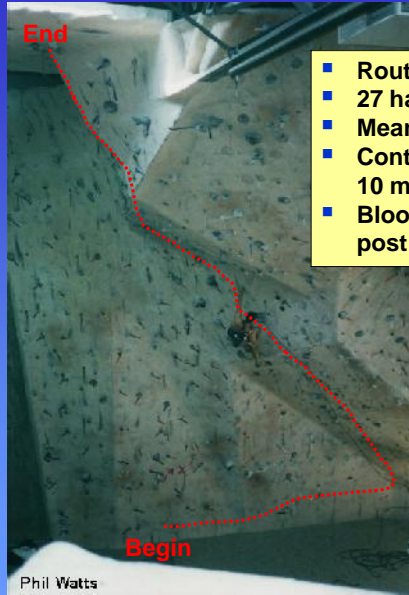 End
Rout
27 ha
Mear
Cont
10 m
Bloo
post
Begin
Phil Watts